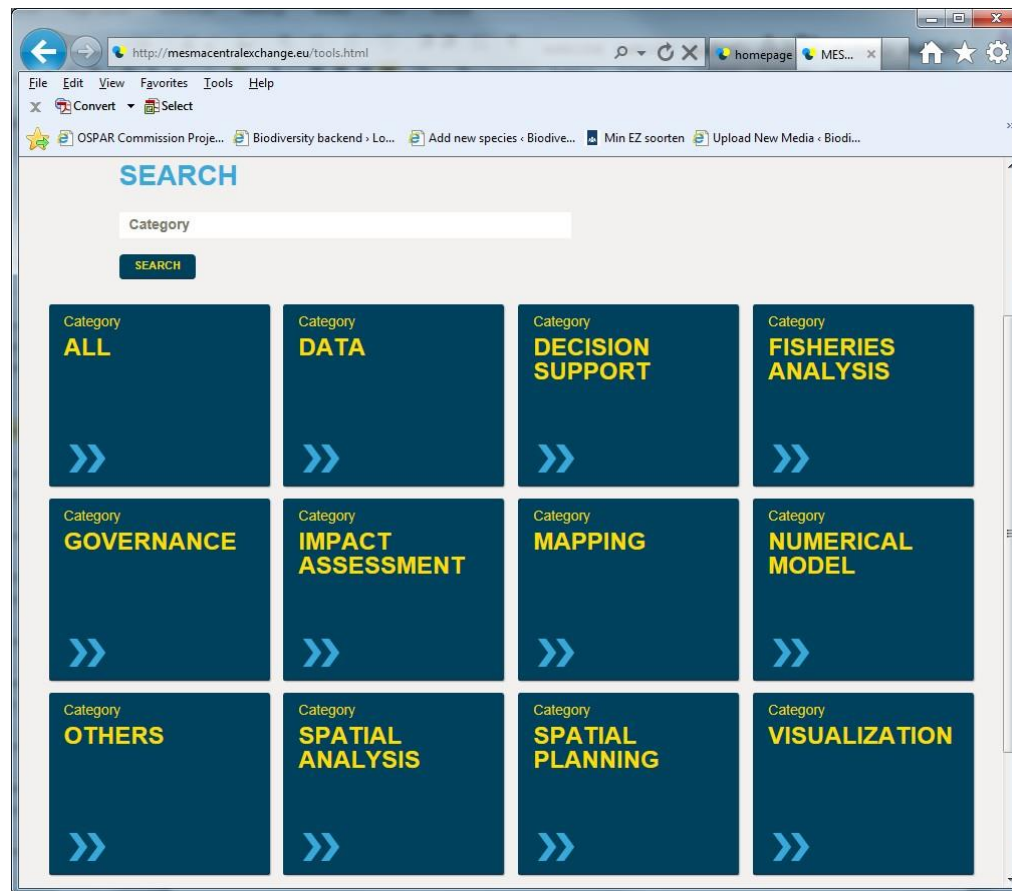 http://mesmacentralexchange.eu/tools.html
homepage
MES...
File Edit View Favorites Tools Help
x Convert Select
OSPAR Commission Proje... Biodiversity backend › Lo... Add new species ‹ Biodive... Min EZ soorten Upload New Media ‹ Biodi...
SEARCH
Category
SEARCH
Category
ALL
Category
DATA
Category
DECISION
SUPPORT
Category
FISHERIES
ANALYSIS
Category
GOVERNANCE
Category
IMPACT
ASSESSMENT
Category
MAPPING
Category
NUMERICAL
MODEL
Category
OTHERS
Category
SPATIAL
ANALYSIS
Category
SPATIAL
PLANNING
Category
VISUALIZATION